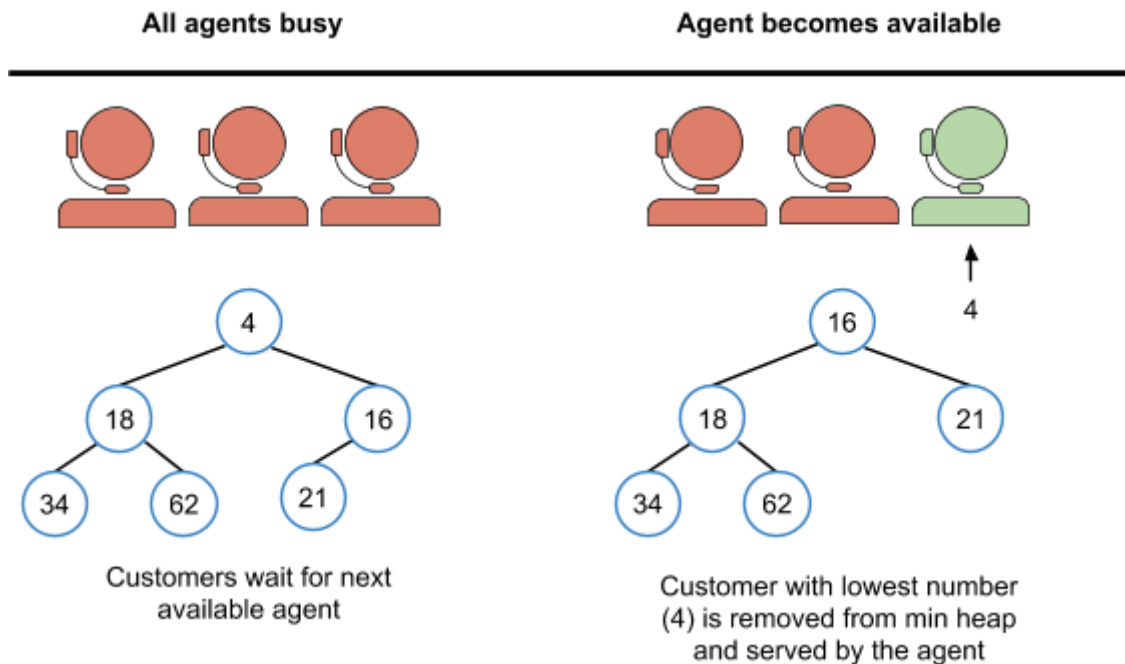 All agents busy
Agent becomes available
4
18
16
34
62
21
Customers wait for next
available agent
4
16
18
21
34
62
Customer with lowest number
(4) is removed from min heap
and served by the agent